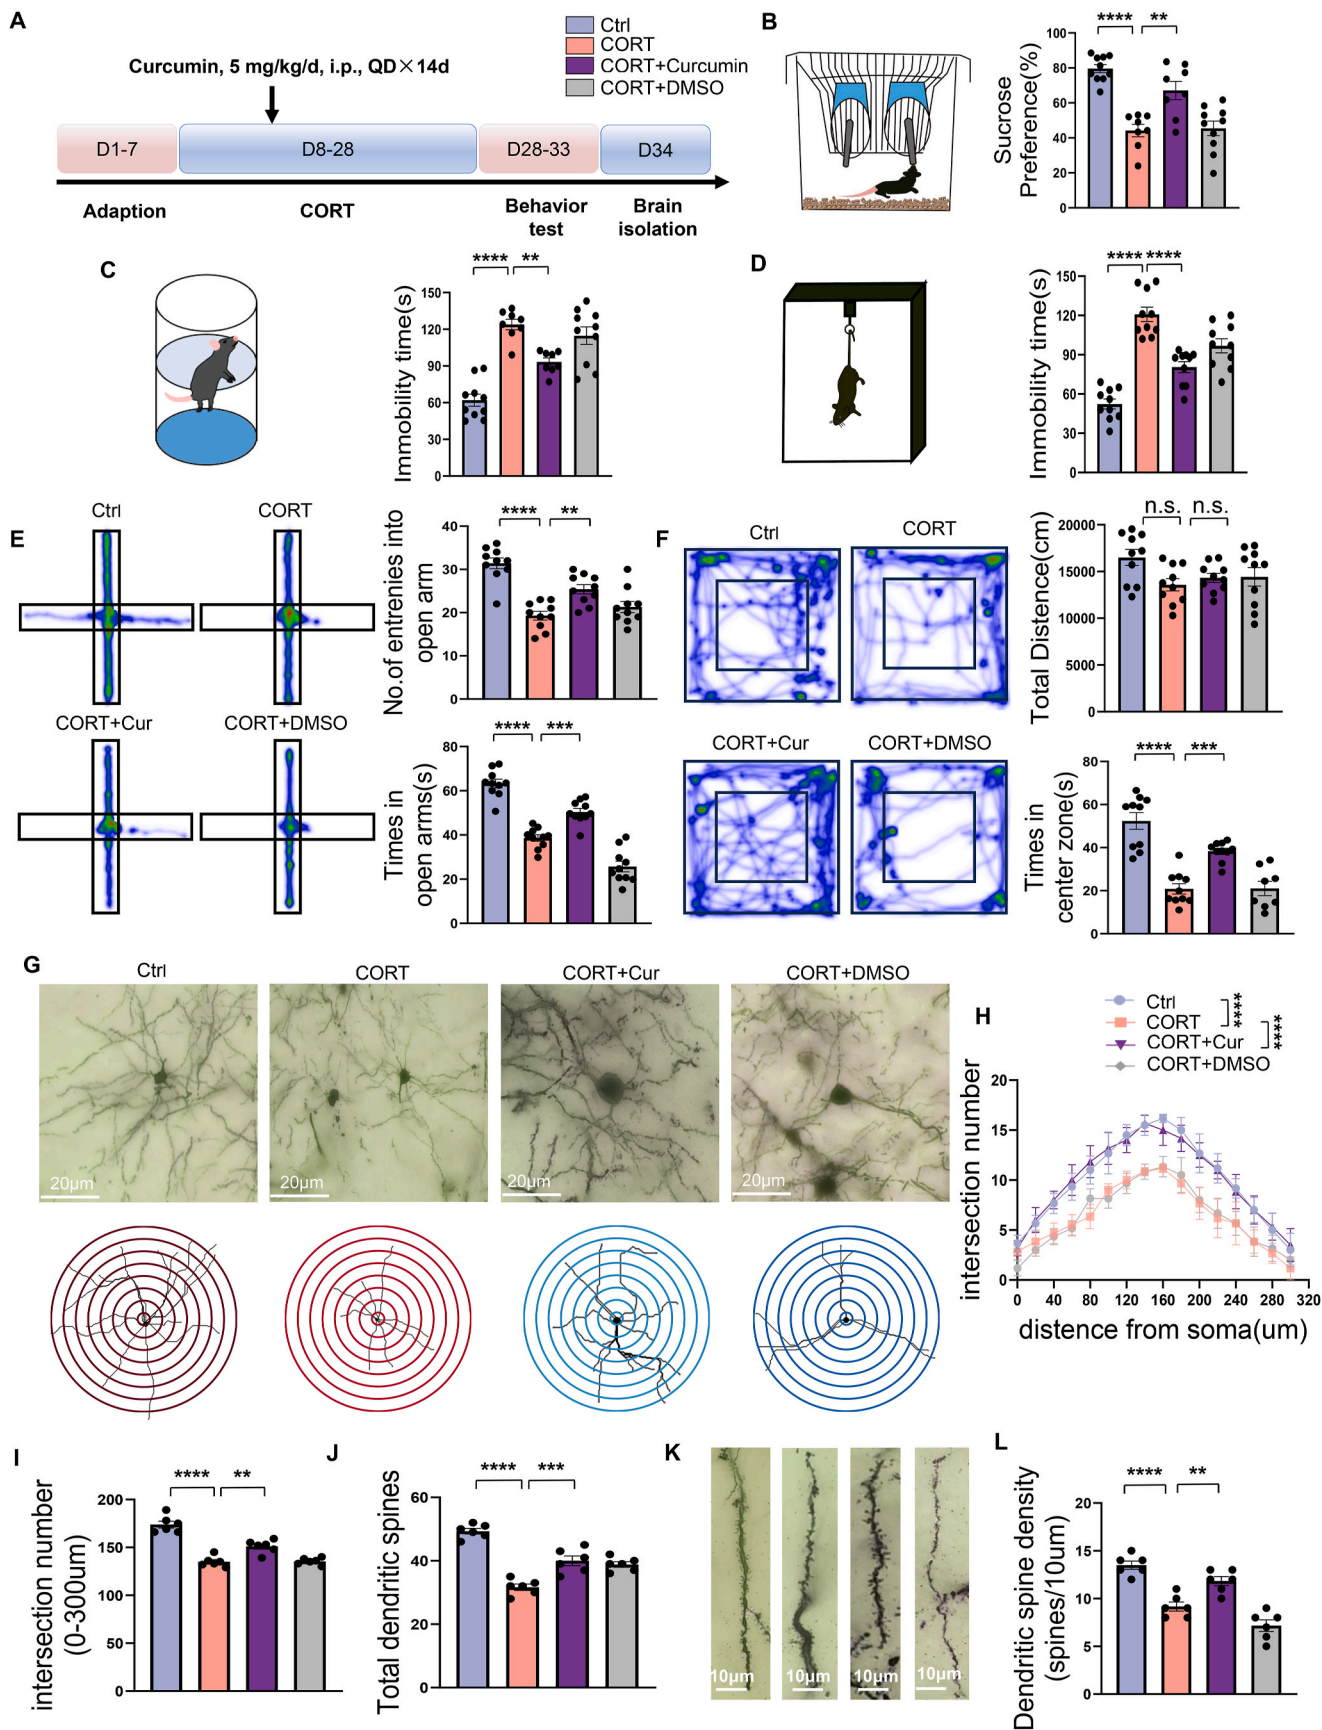 A
Ctrl
CORT
CORT+Curcumin
CORT+DMSO
Curcumin, 5 mg/kg/d, i.p., QD×14d
D1-7
D8-28
D28-33
D34
Adaption
CORT
Behavior
test
Brain
isolation
B
Sucrose
Preference(%)
**** **
100
80
60
40
20
0
C
Immobility time(s)
**** **
150
120
90
60
30
0
D
Immobility time(s)
**** ****
150
120
90
60
30
0
E
Ctrl
CORT
CORT+Cur
CORT+DMSO
No.of entrenies into
open arm
**** **
40
30
20
10
0
Times in
open arms(s)
**** ***
80
60
40
20
0
F
Ctrl
CORT
CORT+Cur
CORT+DMSO
Total Distence(cm)
n.s. n.s.
20000
15000
10000
5000
0
Times in
center zone(s)
**** ***
80
60
40
20
0
G
Ctrl
CORT
CORT+Cur
CORT+DMSO
20μm
20μm
20μm
20μm
H
Ctrl
CORT
CORT+Cur
CORT+DMSO
****
****
intersection number
20
15
10
5
0
0 40 80 120 160 200 240 280 320
distence from soma(um)
I
intersection number
(0-300um)
**** **
200
150
100
50
0
J
Total dendritic spines
**** ***
60
40
20
0
K
10μm
10μm
10μm
10μm
L
Dendritic spine density
(spines/10um)
**** **
20
15
10
5
0